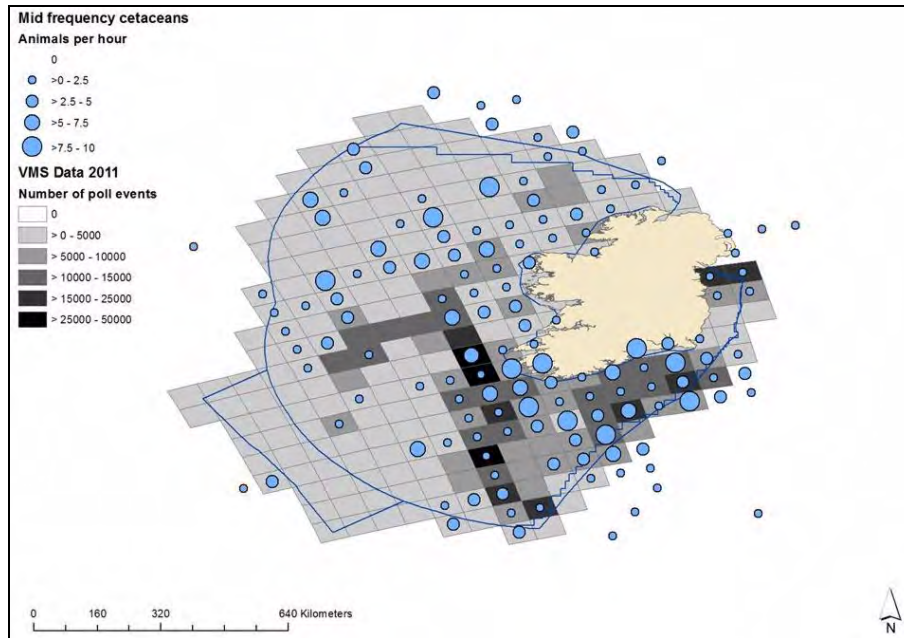 Mid frequency cetaceans
Animals per hour
0
>0 - 2.5
> 2.5 - 5
>5 - 7.5
>7.5 - 10
VMS Data 2011
Number of poll events
0
> 0 - 5000
> 5000 - 10000
> 10000 - 15000
> 15000 - 25000
> 25000 - 50000
0 160 320 640 Kilometers
N